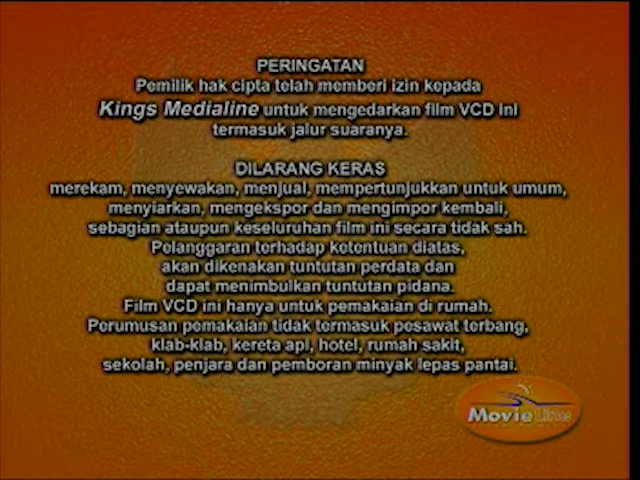 PERINGATAN
Pemilik hak cipta telah memberi izin kepada
Kings Medialine untuk mengedarkan film VCD ini
termasuk jalur suaranya.
DILARANG KERAS
merekam, menyewakan, menjual, mempertunjukkan untuk umum,
menyiarkan, mengekspor dan mengimpor kembali,
sebagian ataupun keseluruhan film ini secara tidak sah.
Pelanggaran terhadap ketentuan diatas,
akan dikenakan tuntutan perdata dan
dapat menimbulkan tuntutan pidana.
Film VCD ini hanya untuk pemakaian di rumah.
Perumusan pemakaian tidak termasuk pesawat terbang,
klab-klab, kereta api, hotel, rumah sakit,
sekolah, penjara dan pemboran minyak lepas pantai.
Movie Line